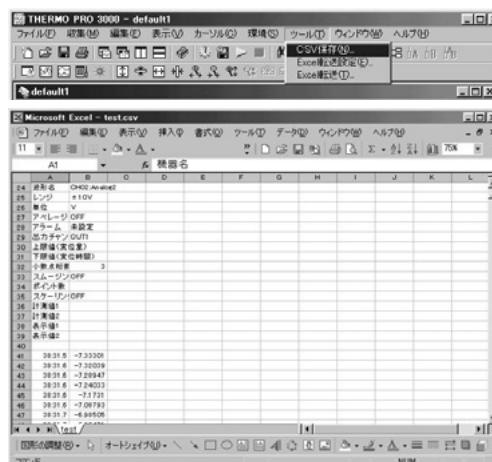 THERMO PRO 3000 - default1
ファイル(F) 収集(M) 編集(E) 表示(V) カーソル(C) 環境(S) ツール(T) ウィンドウ(W) ヘルプ(H)
CSV保存(N)...
Excel転送設定(E)...
Excel転送(T)...
default1
Microsoft Excel - test.csv
ファイル(F) 編集(E) 表示(V) 挿入(I) 書式(O) ツール(T) データ(D) ウィンドウ(W) ヘルプ(H)
11 75%
A1 fx 機器名
A B C D E F G H I J K L
24 波形名 CH02:Analog2
25 レンジ ±10V
26 単位 V
27 アベレージ OFF
28 アラーム 未設定
29 出力チャン OUT1
30 上限値(実位置)
31 下限値(実位時間)
32 小数点桁数 3
33 スムージン OFF
34 ポイント数
35 スケーリン OFF
36 計測値1
37 計測値2
38 表示値1
39 表示値2
40
41 38:31.5 -7.33301
42 38:31.6 -7.32039
43 38:31.6 -7.28947
44 38:31.6 -7.24033
45 38:31.6 -7.1731
46 38:31.6 -7.08793
47 38:31.7 -6.98505
test
図形の調整(R) オートシェイプ(U)
コマンド NUM